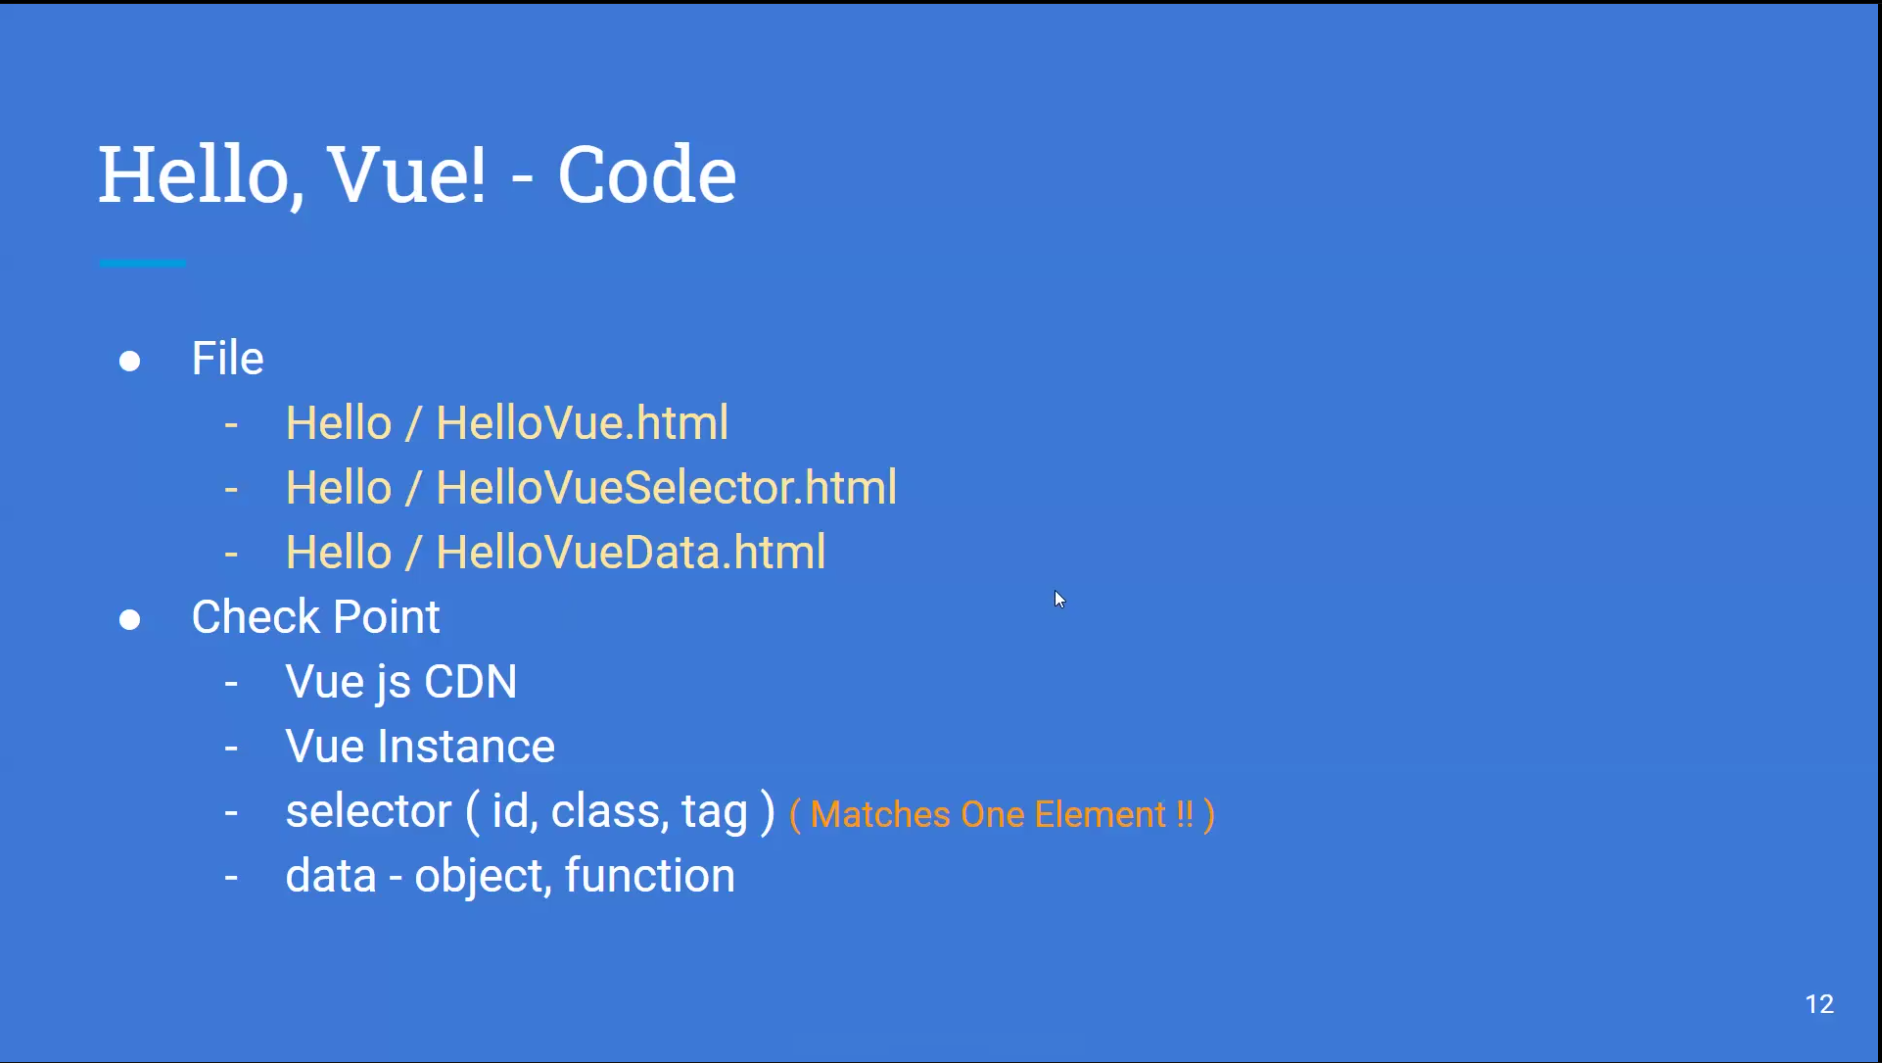 Hello, Vue! - Code
● File
- Hello / HelloVue.html
- Hello / HelloVueSelector.html
- Hello / HelloVueData.html
● Check Point
- Vue js CDN
- Vue Instance
- selector ( id, class, tag ) ( Matches One Element !! )
- data - object, function
12